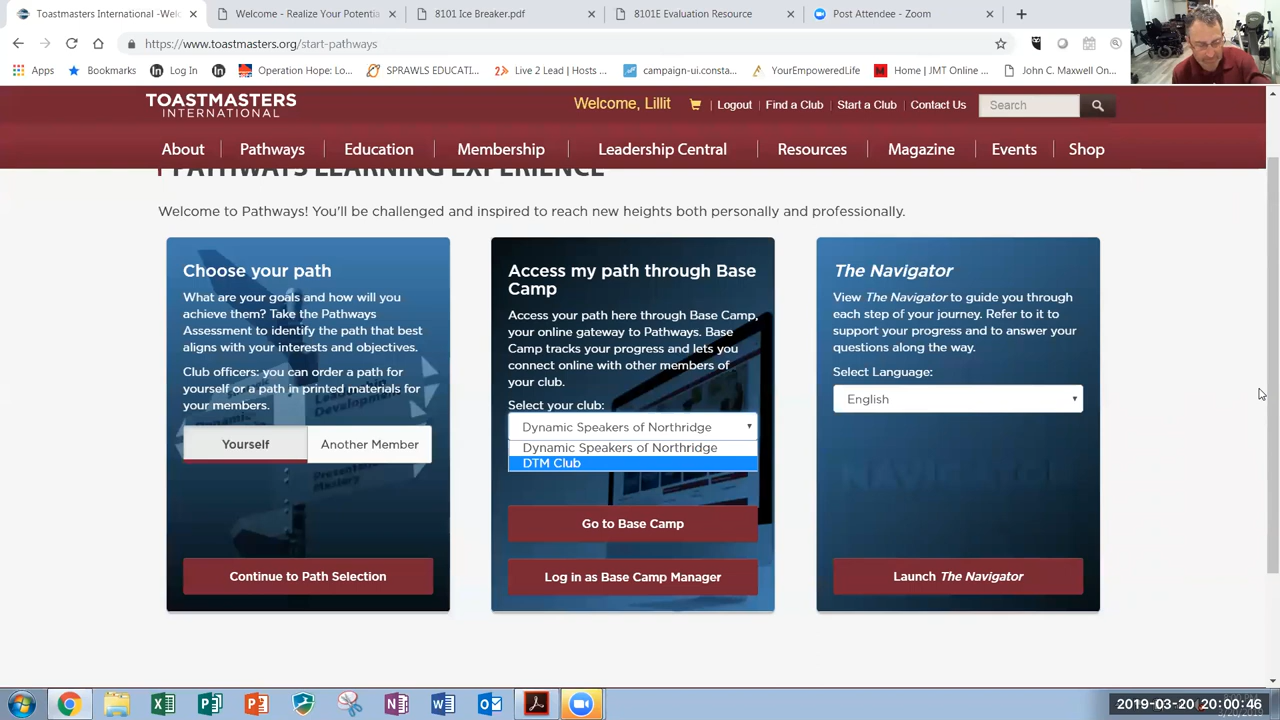 Toastmasters International -Welc
Welcome - Realize Your Potentia
8101 Ice Breaker.pdf
8101E Evaluation Resource
Post Attendee - Zoom
https://www.toastmasters.org/start-pathways
Apps
Bookmarks
Log In
Operation Hope: Lo...
SPRAWLS EDUCATI...
Live 2 Lead | Hosts ...
campaign-ui.consta...
YourEmpoweredLife
Home | JMT Online ...
John C. Maxwell On...
TOASTMASTERS
INTERNATIONAL
Welcome, Lillit
Logout
Find a Club
Start a Club
Contact Us
Search
About
Pathways
Education
Membership
Leadership Central
Resources
Magazine
Events
Shop
PATHWAYS LEARNING EXPERIENCE
Welcome to Pathways! You'll be challenged and inspired to reach new heights both personally and professionally.
Choose your path
What are your goals and how will you
achieve them? Take the Pathways
Assessment to identify the path that best
aligns with your interests and objectives.
Club officers: you can order a path for
yourself or a path in printed materials for
your members.
Yourself
Another Member
Continue to Path Selection
Access my path through Base
Camp
Access your path here through Base Camp,
your online gateway to Pathways. Base
Camp tracks your progress and lets you
connect online with other members of
your club.
Select your club:
Dynamic Speakers of Northridge
Dynamic Speakers of Northridge
DTM Club
Go to Base Camp
Log in as Base Camp Manager
The Navigator
View The Navigator to guide you through
each step of your journey. Refer to it to
support your progress and to answer your
questions along the way.
Select Language:
English
Launch The Navigator
2019-03-20 20:00:46